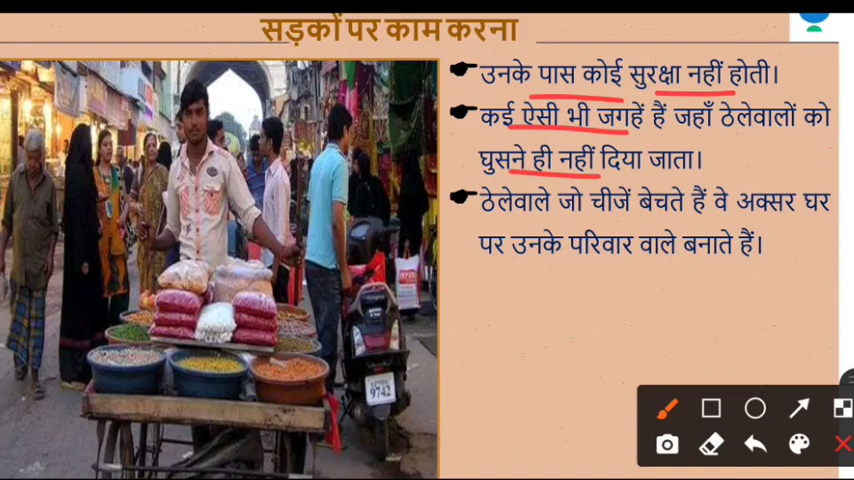 सड़कों पर काम करना
उनके पास कोई सुरक्षा नहीं होती।
कई ऐसी भी जगहें हैं जहाँ ठेलेवालों को
घुसने ही नहीं दिया जाता।
ठेलेवाले जो चीजें बेचते हैं वे अक्सर घर
पर उनके परिवार वाले बनाते हैं।
9742